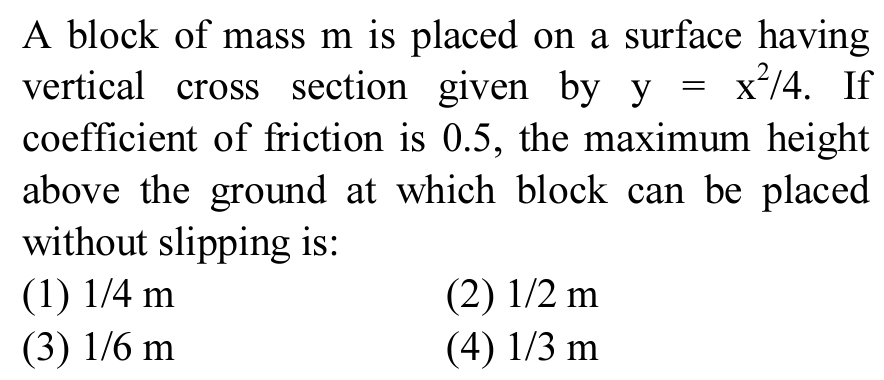 A block of mass m is placed on a surface having
vertical cross section given by y = x²/4. If
coefficient of friction is 0.5, the maximum height
above the ground at which block can be placed
without slipping is:
(1) 1/4 m (2) 1/2 m
(3) 1/6 m (4) 1/3 m